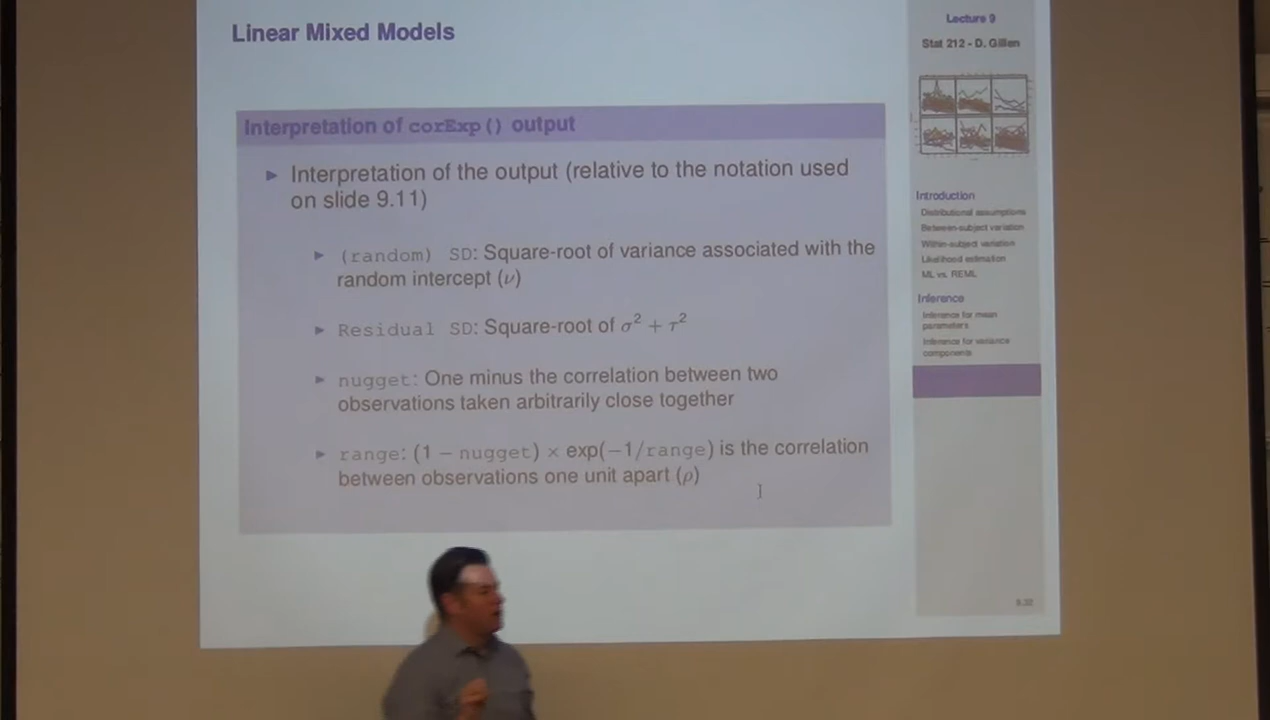 Linear Mixed Models
Interpretation of corExp() output
► Interpretation of the output (relative to the notation used
on slide 9.11)
► (random) SD: Square-root of variance associated with the
random intercept (ν)
► Residual SD: Square-root of σ² + τ²
► nugget: One minus the correlation between two
observations taken arbitrarily close together
► range: (1 − nugget) × exp(−1/range) is the correlation
between observations one unit apart (ρ)
Lecture 9
Stat 212 - D. Gillen
Introduction
Distributional assumptions
Between-subject variation
Within-subject variation
Likelihood estimation
ML vs. REML
Inference
Inference for mean
parameters
Inference for variance
components
9.32